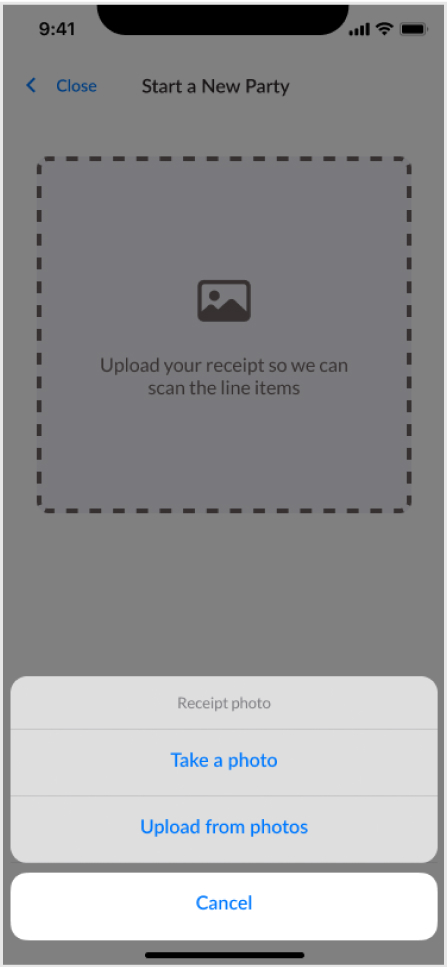 9:41
Close
Start a New Party
Upload your receipt so we can
scan the line items
Receipt photo
Take a photo
Upload from photos
Cancel